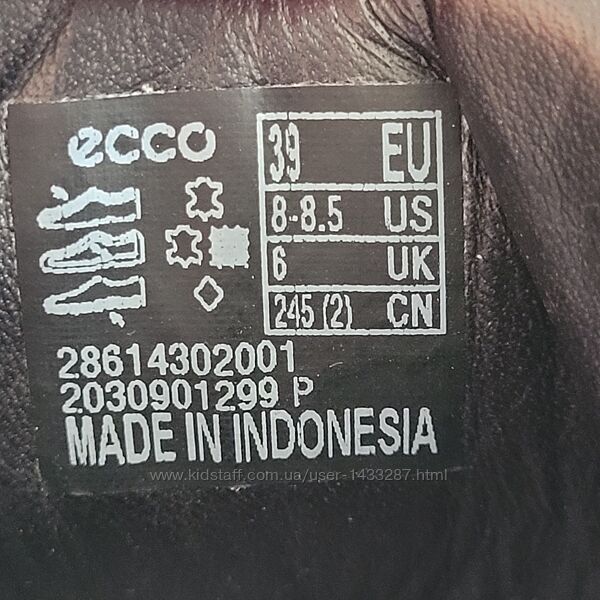 ecco
39 EU
8-8.5 US
6 UK
245 (2) CN
28614302001
2030901299 P
MADE IN INDONESIA
www.kidstaff.com.ua/user-1433287.html